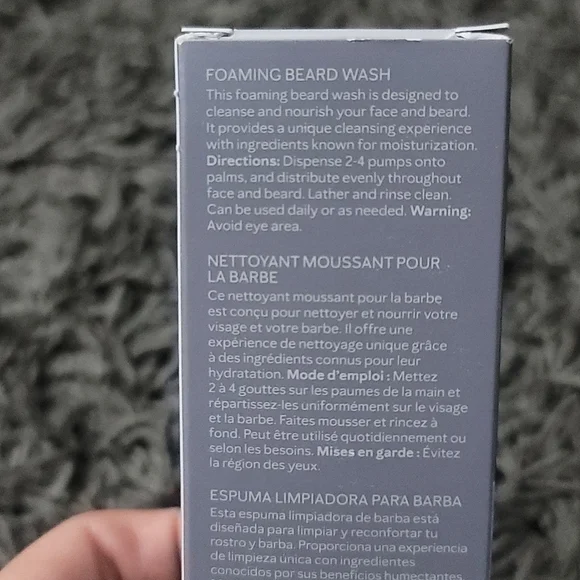 FOAMING BEARD WASH
This foaming beard wash is designed to
cleanse and nourish your face and beard.
It provides a unique cleansing experience
with ingredients known for moisturization.
Directions: Dispense 2-4 pumps onto
palms, and distribute evenly throughout
face and beard. Lather and rinse clean.
Can be used daily or as needed. Warning:
Avoid eye area.
NETTOYANT MOUSSANT POUR
LA BARBE
Ce nettoyant moussant pour la barbe
est conçu pour nettoyer et nourrir votre
visage et votre barbe. Il offre une
expérience de nettoyage unique grâce
à des ingrédients connus pour leur
hydratation. Mode d'emploi : Mettez
2 à 4 gouttes sur les paumes de la main et
répartissez-les uniformément sur le visage
et la barbe. Faites mousser et rincez à
fond. Peut être utilisé quotidiennement ou
selon les besoins. Mises en garde : Évitez
la région des yeux.
ESPUMA LIMPIADORA PARA BARBA
Esta espuma limpiadora de barba está
diseñada para limpiar y reconfortar tu
rostro y barba. Proporciona una experiencia
de limpieza única con ingredientes
conocidos por sus beneficios humectantes